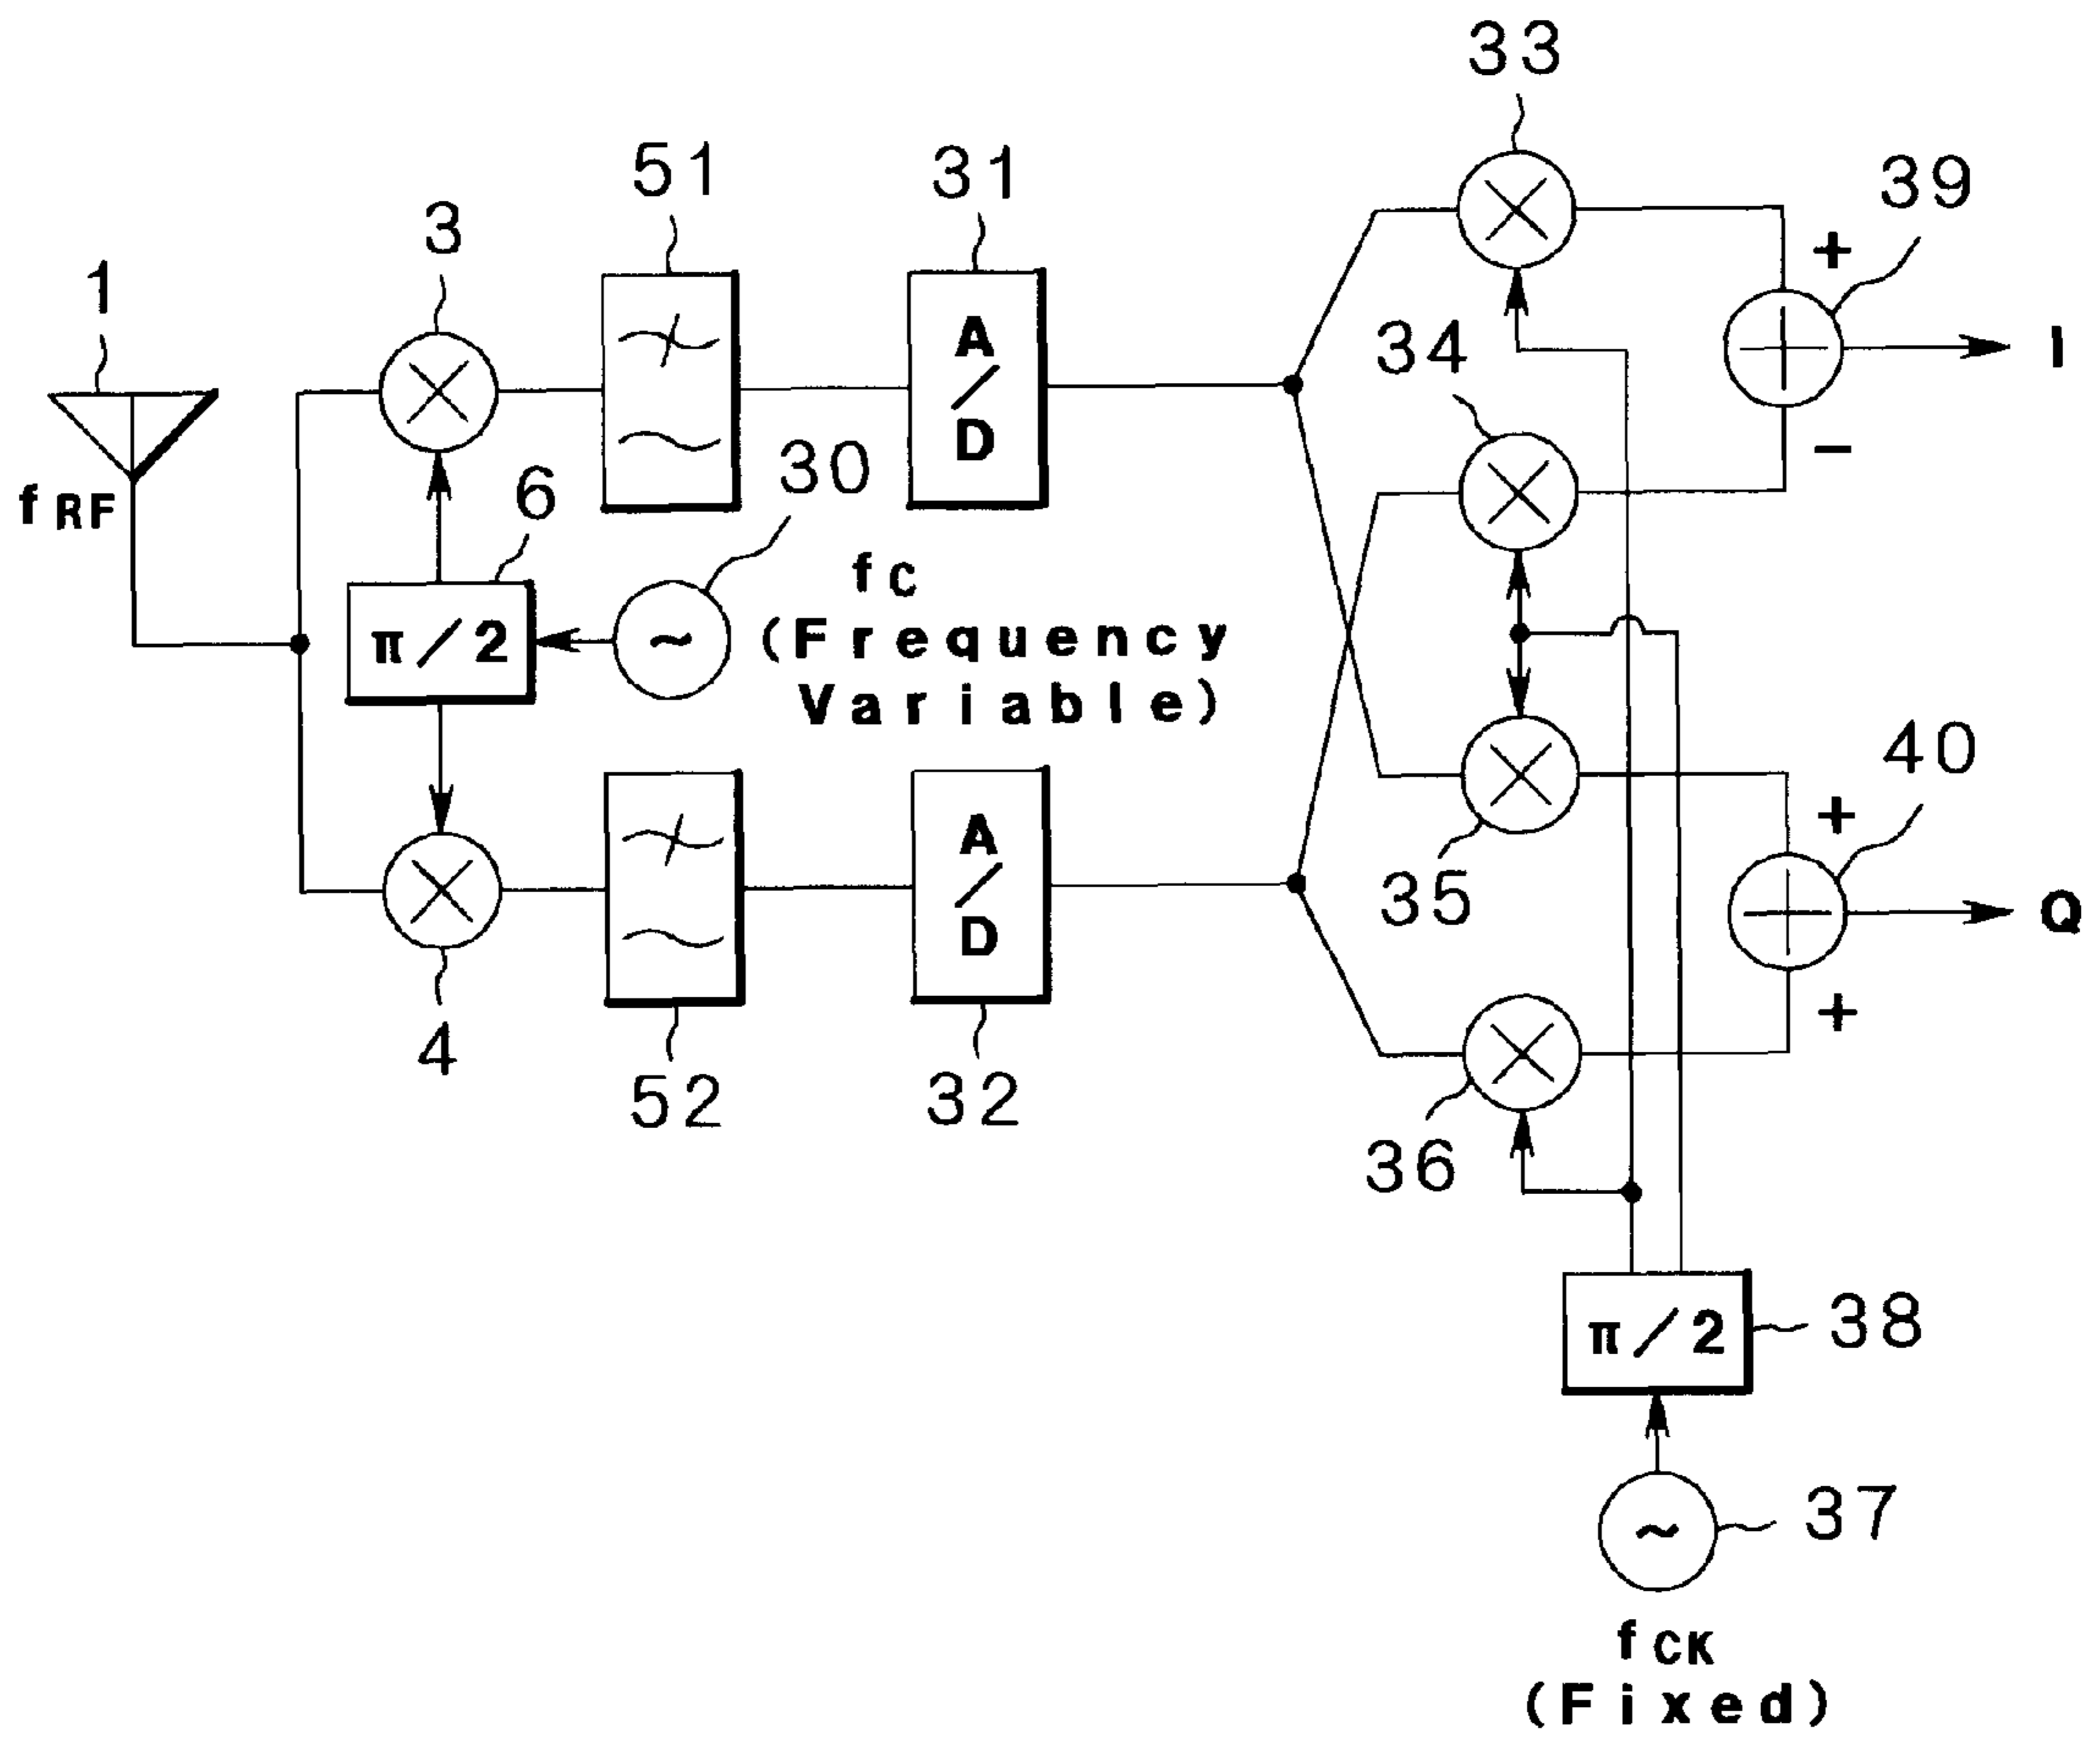 33
51
31
39
3
1
+
I
34
A
/
D
30
−
6
fRF
fC
π/2
~
(Frequency
Variable)
40
+
A
/
D
35
Q
4
+
52
32
36
π/2
38
~
37
fCK
(Fixed)